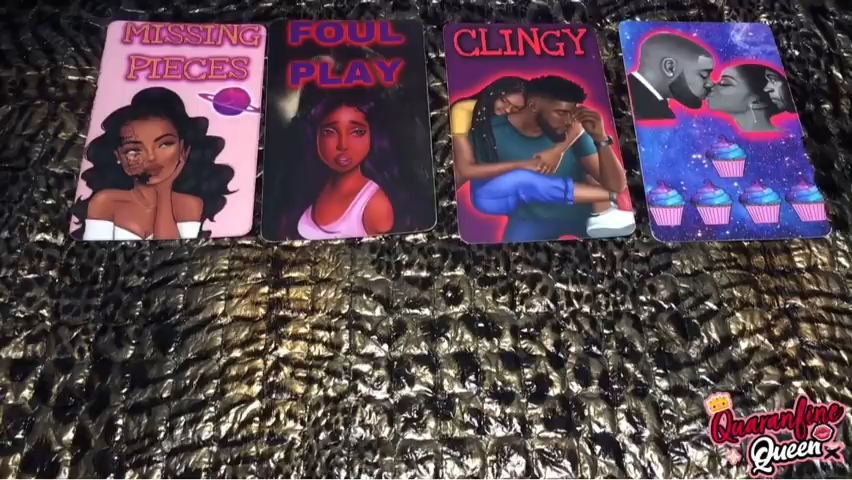 MISSING
PIECES
FOUL
PLAY
CLINGY
Quaranfine
Queen